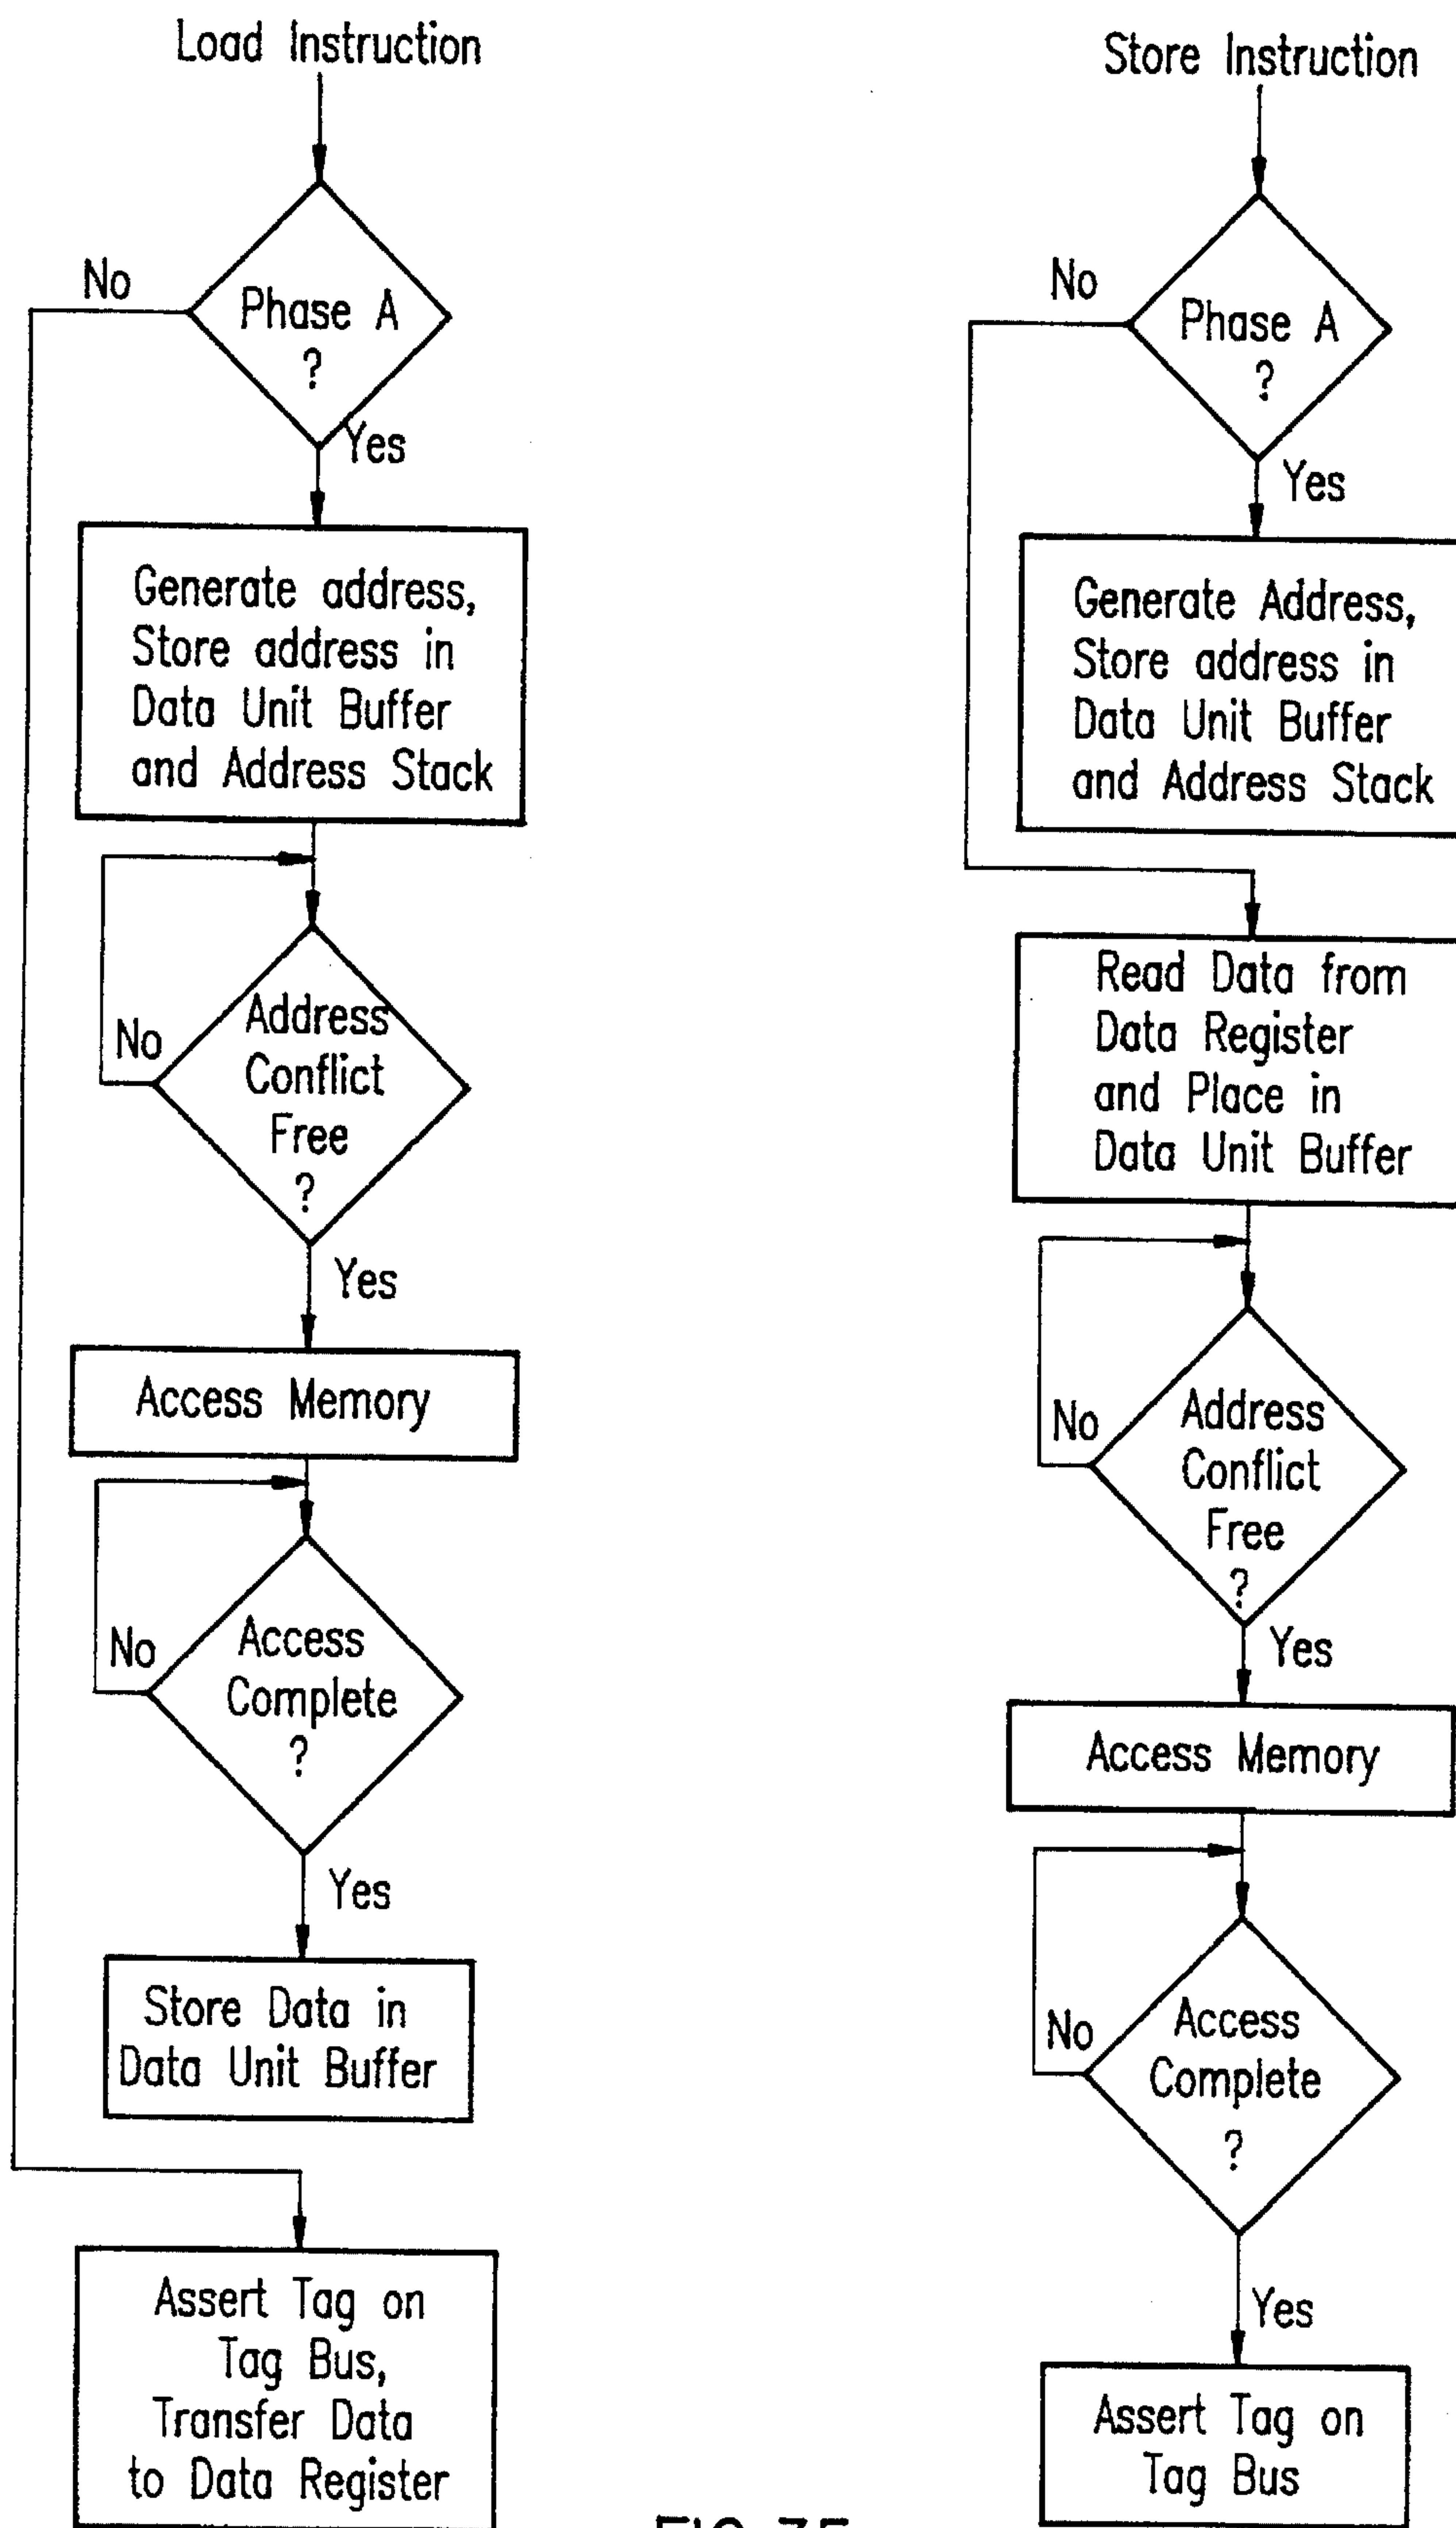 Load Instruction
No
Phase A
?
Yes
Generate address,
Store address in
Data Unit Buffer
and Address Stack
No
Address
Conflict
Free
?
Yes
Access Memory
No
Access
Complete
?
Yes
Store Data in
Data Unit Buffer
Assert Tag on
Tag Bus,
Transfer Data
to Data Register
Store Instruction
No
Phase A
?
Yes
Generate Address,
Store address in
Data Unit Buffer
and Address Stack
Read Data from
Data Register
and Place in
Data Unit Buffer
No
Address
Conflict
Free
?
Yes
Access Memory
No
Access
Complete
?
Yes
Assert Tag on
Tag Bus